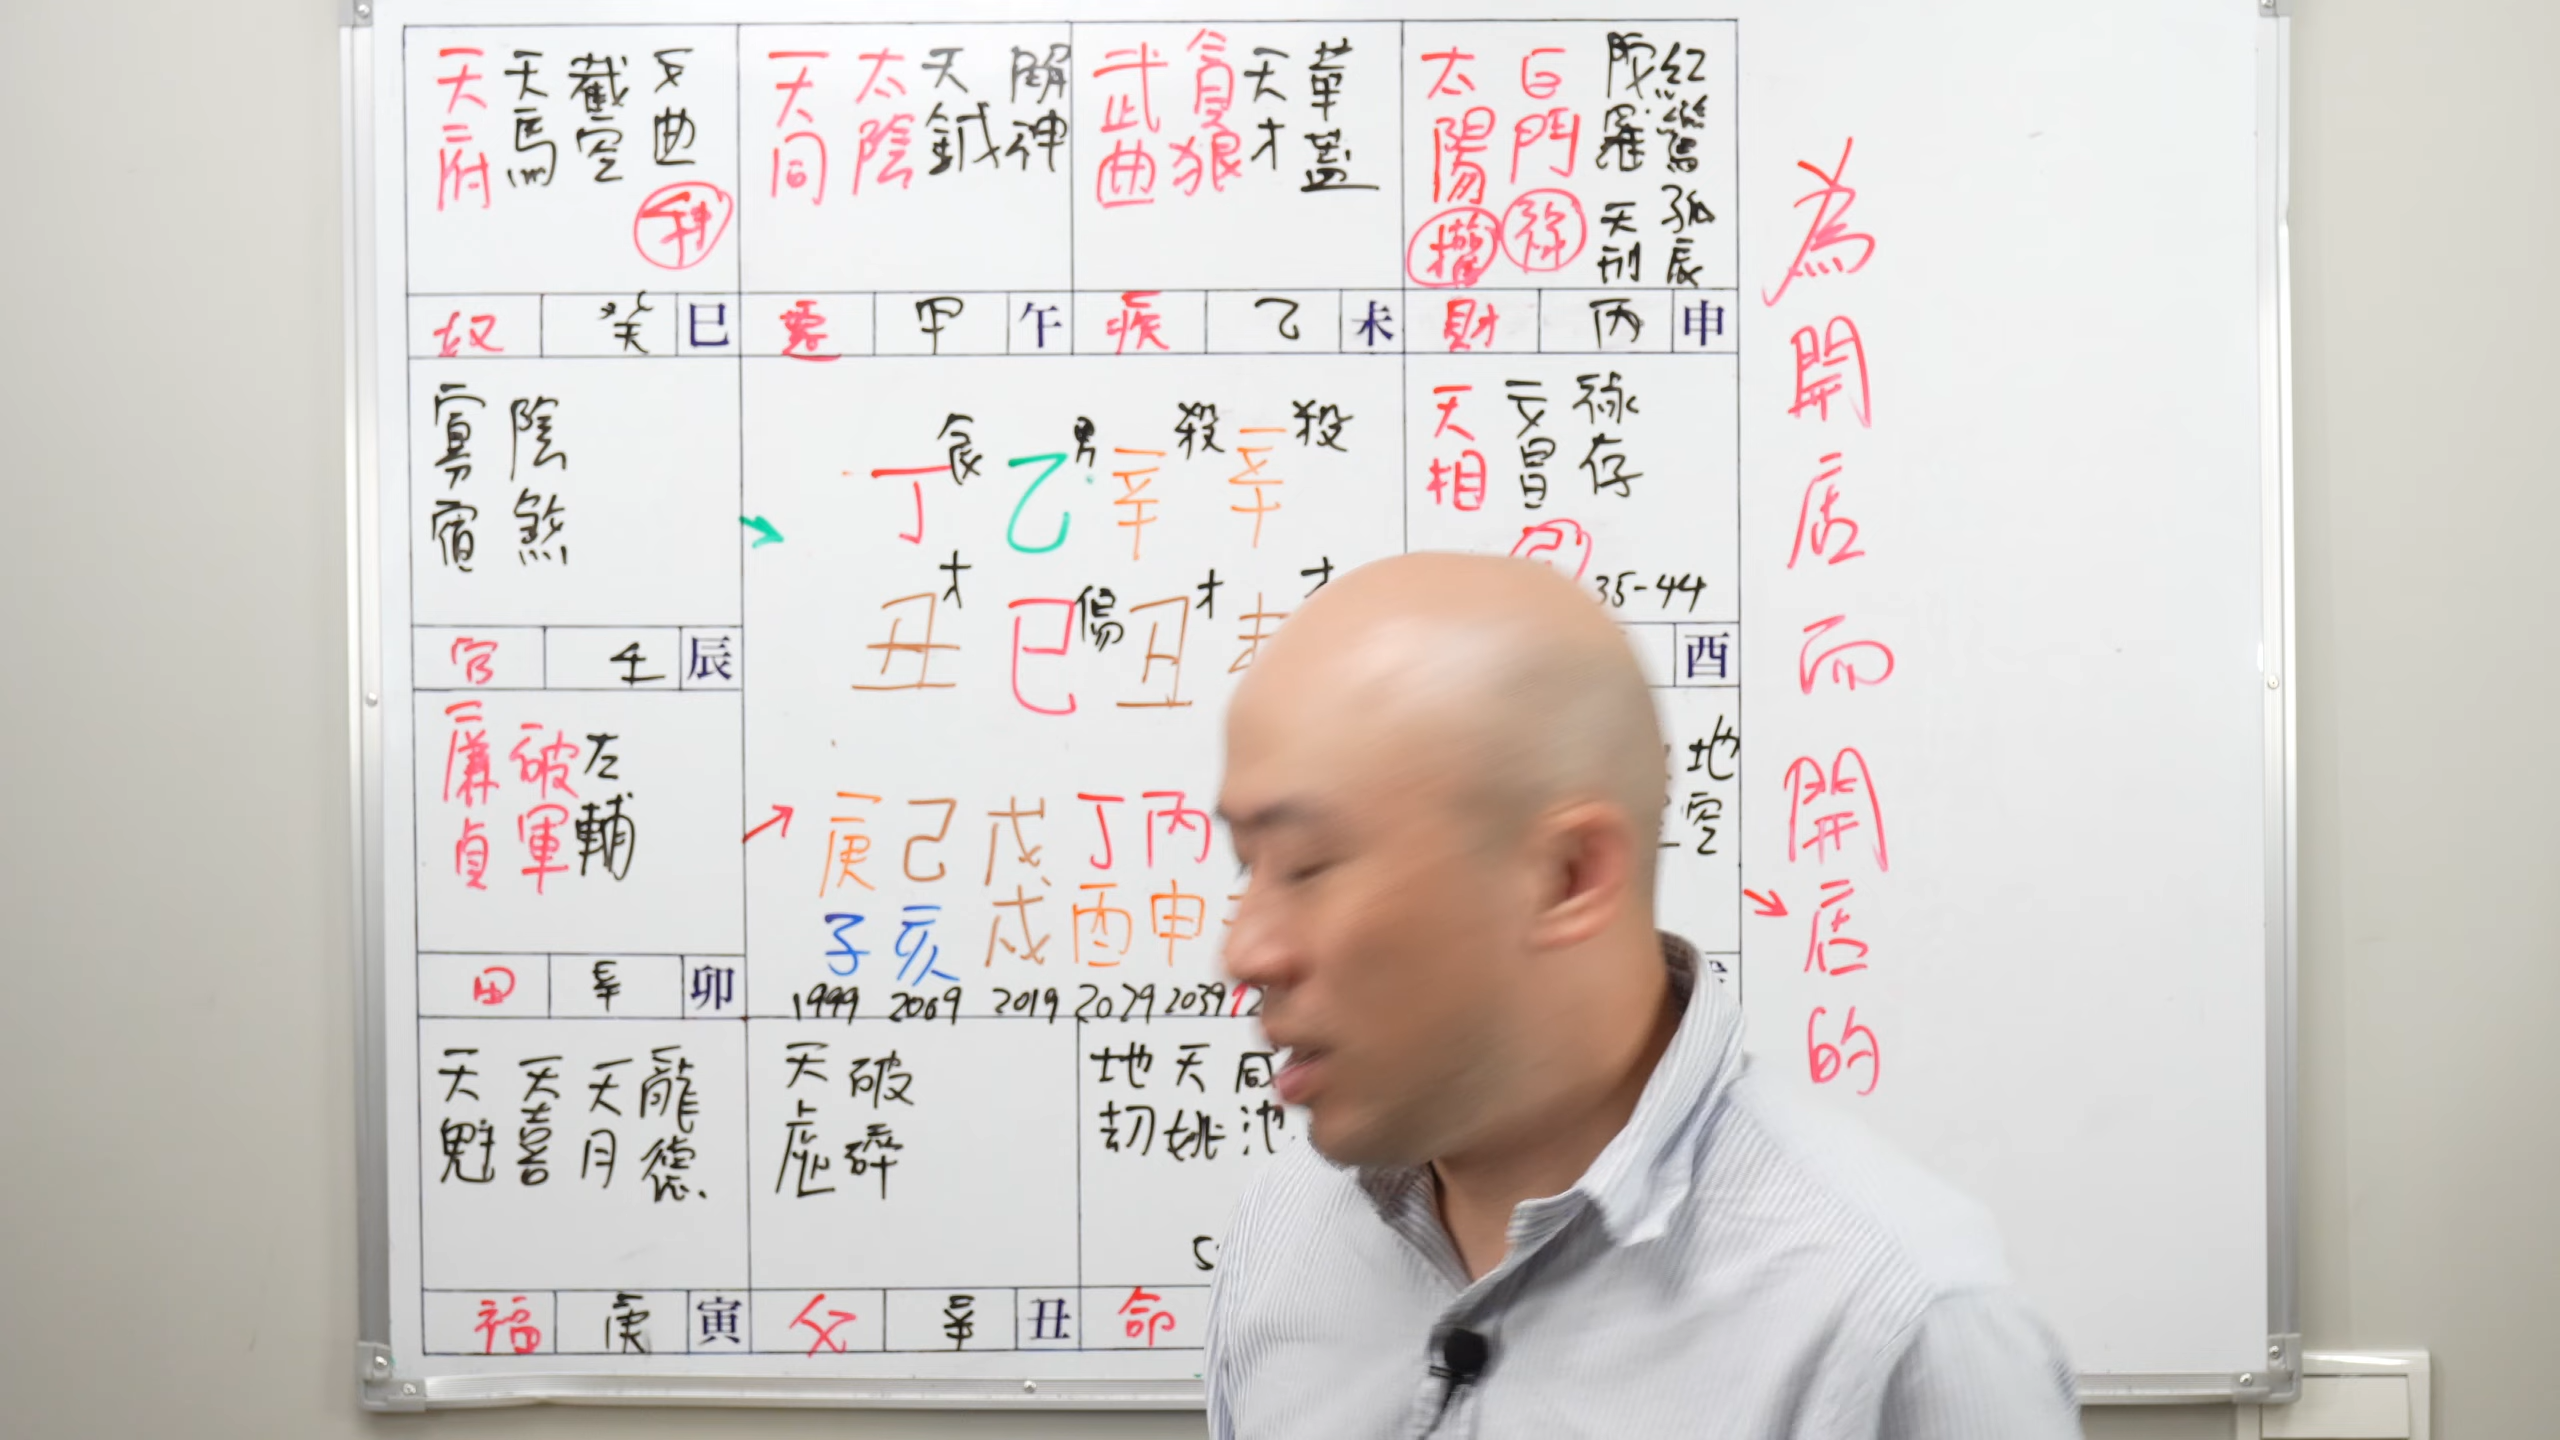 天府 天馬 截空 文曲 科
奴 癸 巳
天同 太陰 天鉞 解神
遷 甲 午
武曲 貪狼 天才 華蓋
疾 乙 未
太陽 權 巨門 祿 陀羅 天刑 紅鸞 孤辰
財 丙 申
寡宿 陰煞
官 壬 辰
天相 文昌 祿存
35-44
酉
廉貞 破軍 左輔
田 辛 卯
地空
天魁 天喜 天月 龍德
福 庚 寅
天虛 破碎
父 辛 丑
地劫 天姚 咸池
命
食 男 殺 殺
丁 乙 辛 辛
才 傷 才 才
丑 巳 丑
庚 己 戊 丁 丙
子 亥 戌 酉 申
1999 2069 2019 2029 2039
為開店而開店的